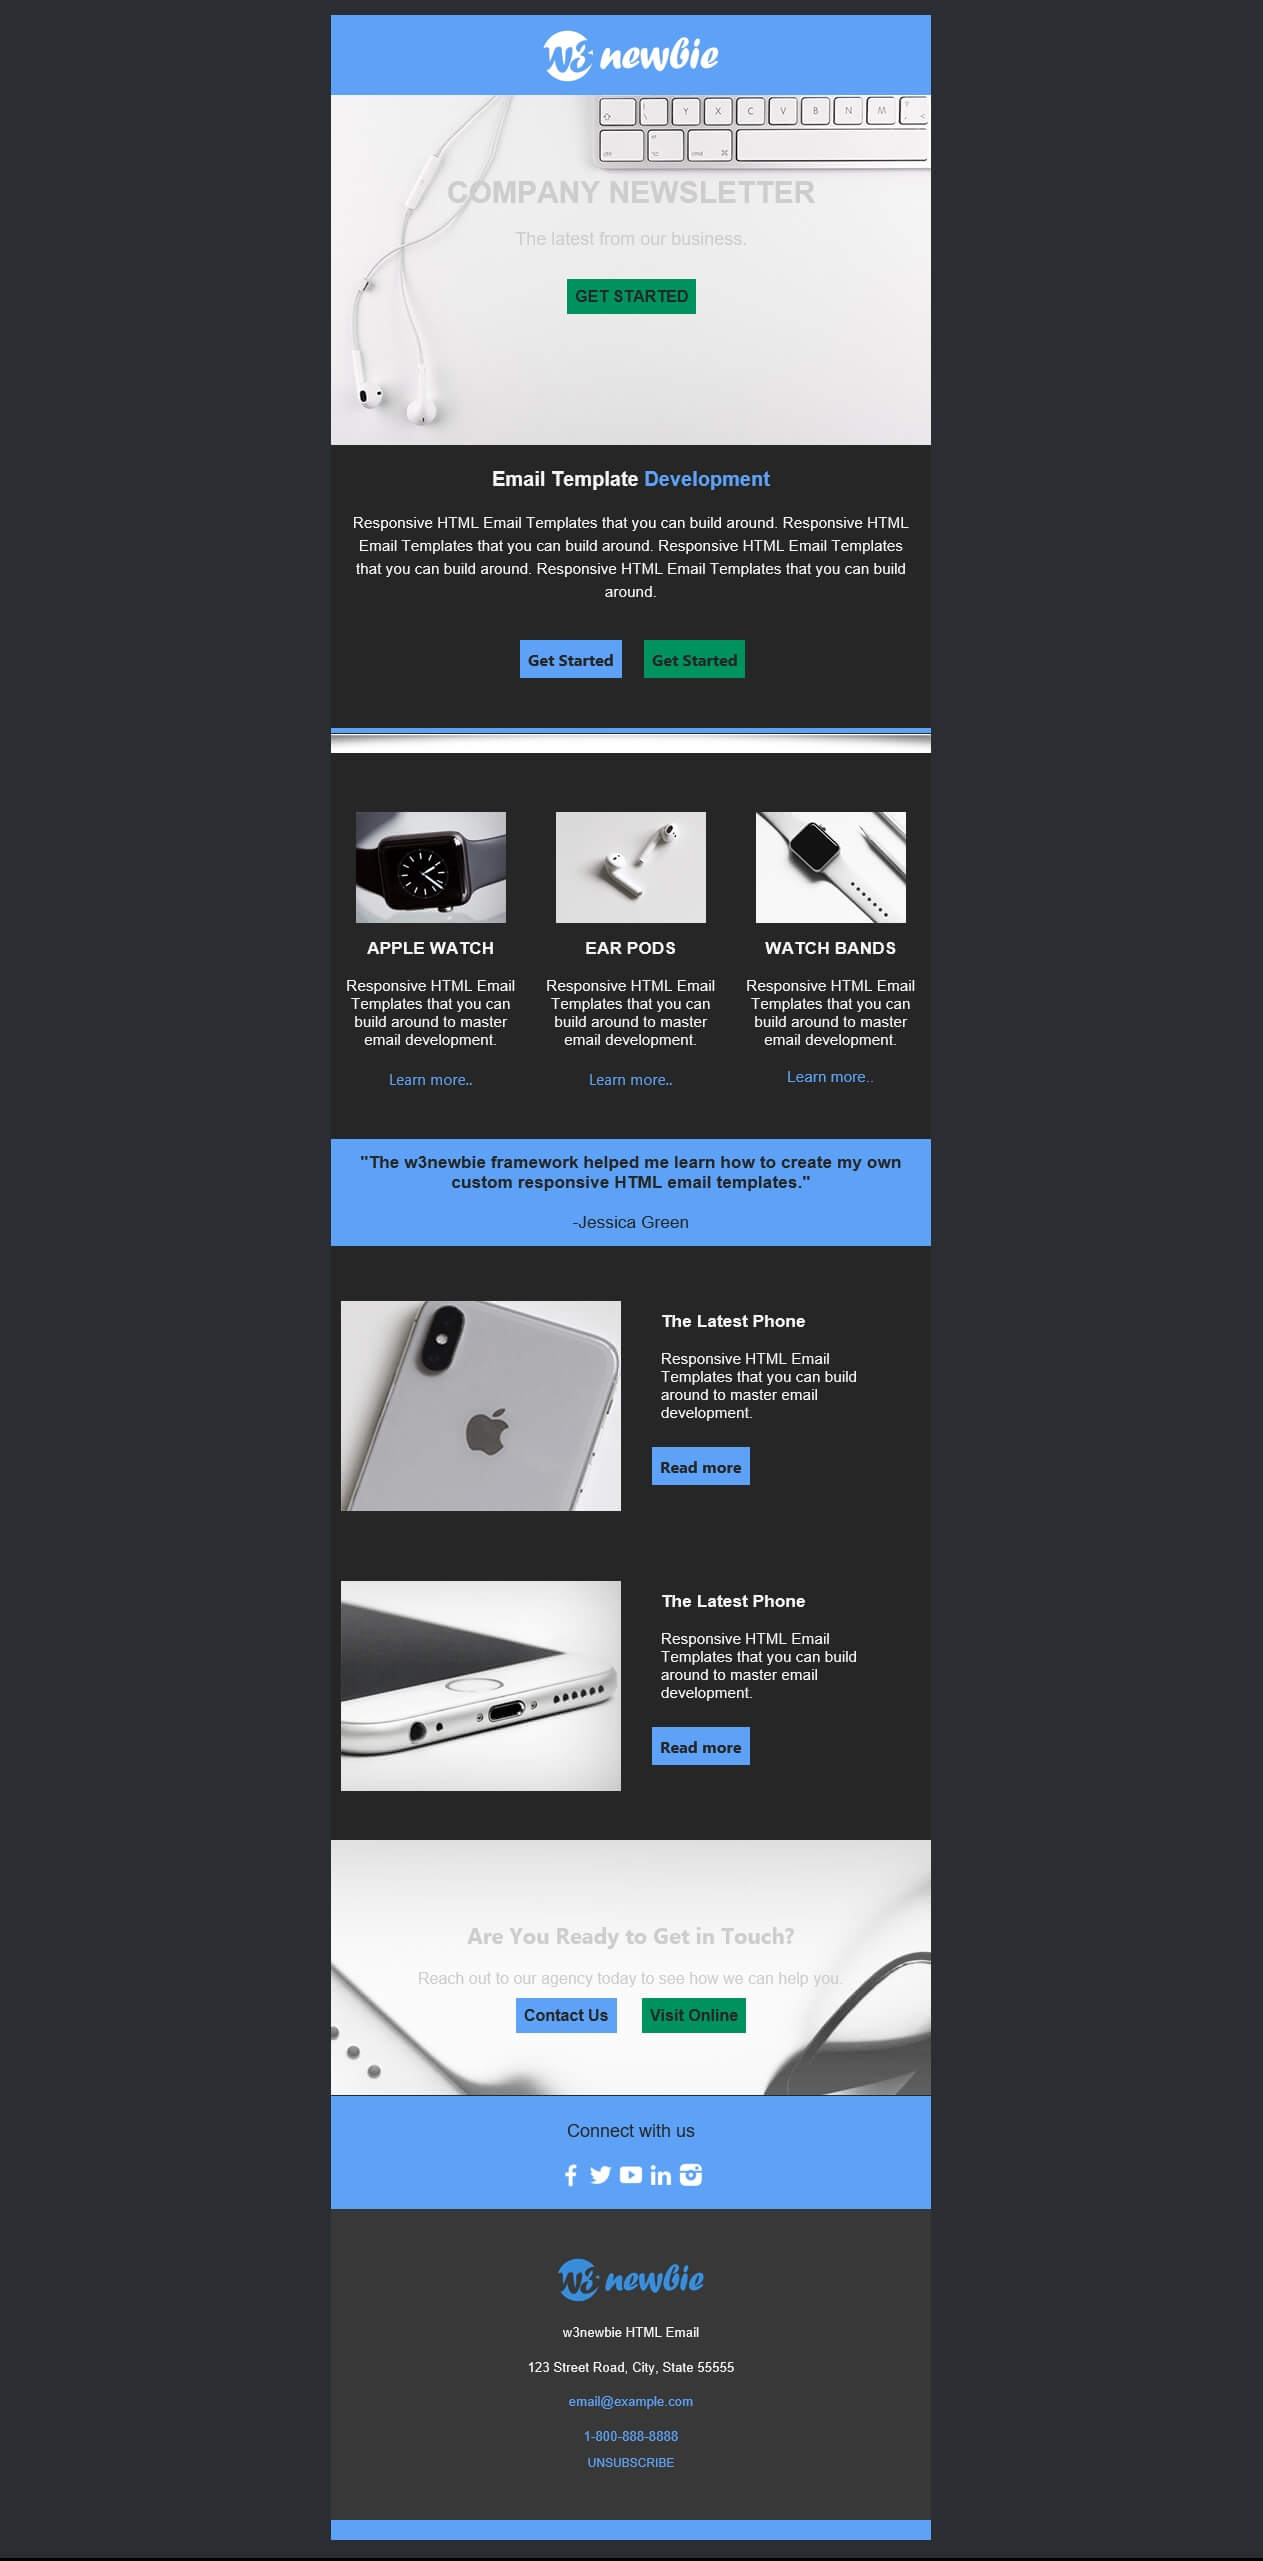 w3 newbie
Y X C V B N M
COMPANY NEWSLETTER
The latest from our business.
GET STARTED
Email Template Development
Responsive HTML Email Templates that you can build around. Responsive HTML
Email Templates that you can build around. Responsive HTML Email Templates
that you can build around. Responsive HTML Email Templates that you can build
around.
Get Started Get Started
APPLE WATCH
Responsive HTML Email
Templates that you can
build around to master
email development.
Learn more..
EAR PODS
Responsive HTML Email
Templates that you can
build around to master
email development.
Learn more..
WATCH BANDS
Responsive HTML Email
Templates that you can
build around to master
email development.
Learn more..
"The w3newbie framework helped me learn how to create my own
custom responsive HTML email templates."
-Jessica Green
The Latest Phone
Responsive HTML Email
Templates that you can build
around to master email
development.
Read more
The Latest Phone
Responsive HTML Email
Templates that you can build
around to master email
development.
Read more
Are You Ready to Get in Touch?
Reach out to our agency today to see how we can help you.
Contact Us Visit Online
Connect with us
w3 newbie
w3newbie HTML Email
123 Street Road, City, State 55555
email@example.com
1-800-888-8888
UNSUBSCRIBE